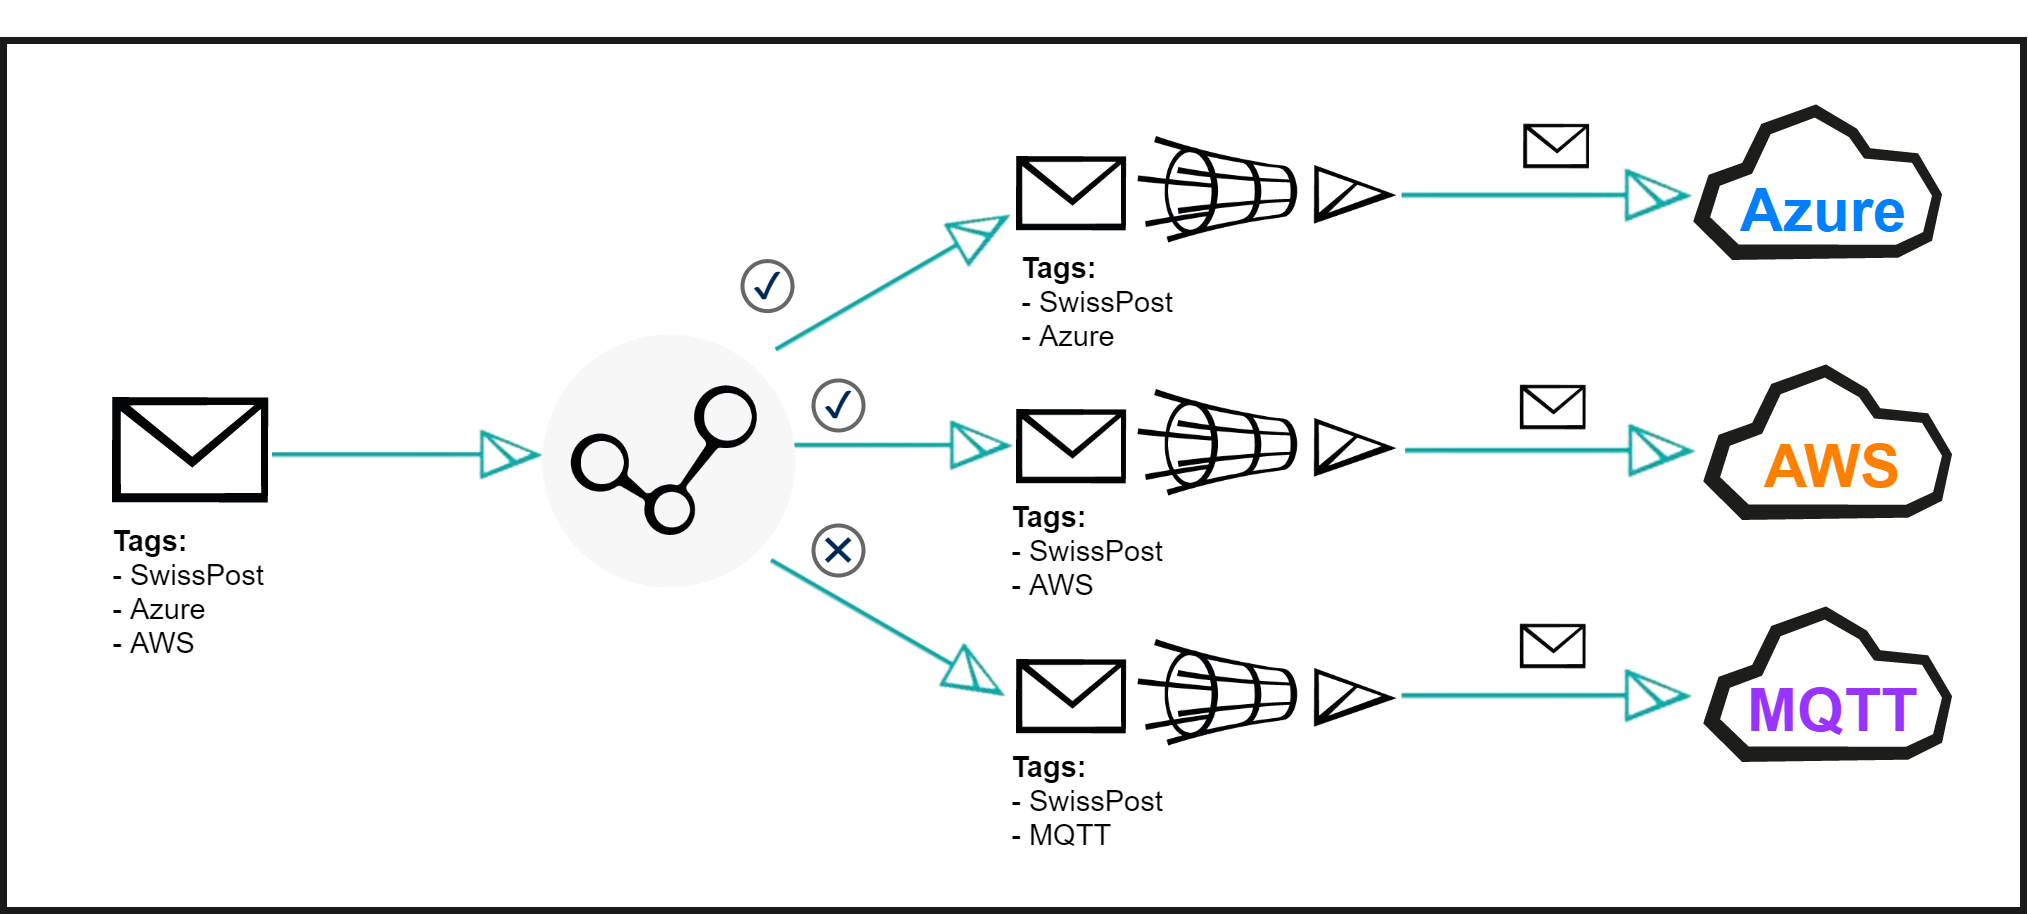 Tags:
- SwissPost
- Azure
- AWS
Tags:
- SwissPost
- Azure
Azure
Tags:
- SwissPost
- AWS
AWS
Tags:
- SwissPost
- MQTT
MQTT